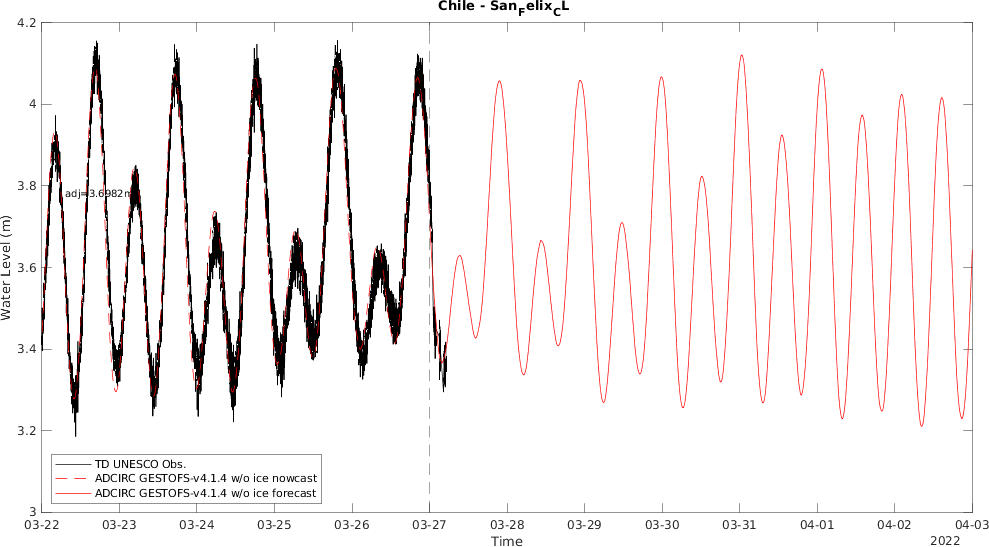 Chile - SanFelixCL
4.2
4
3.8
3.6
3.4
3.2
3
Water Level (m)
adj=3.6982m
TD UNESCO Obs.
ADCIRC GESTOFS-v4.1.4 w/o ice nowcast
ADCIRC GESTOFS-v4.1.4 w/o ice forecast
03-22 03-23 03-24 03-25 03-26 03-27 03-28 03-29 03-30 03-31 04-01 04-02 04-03
Time
2022